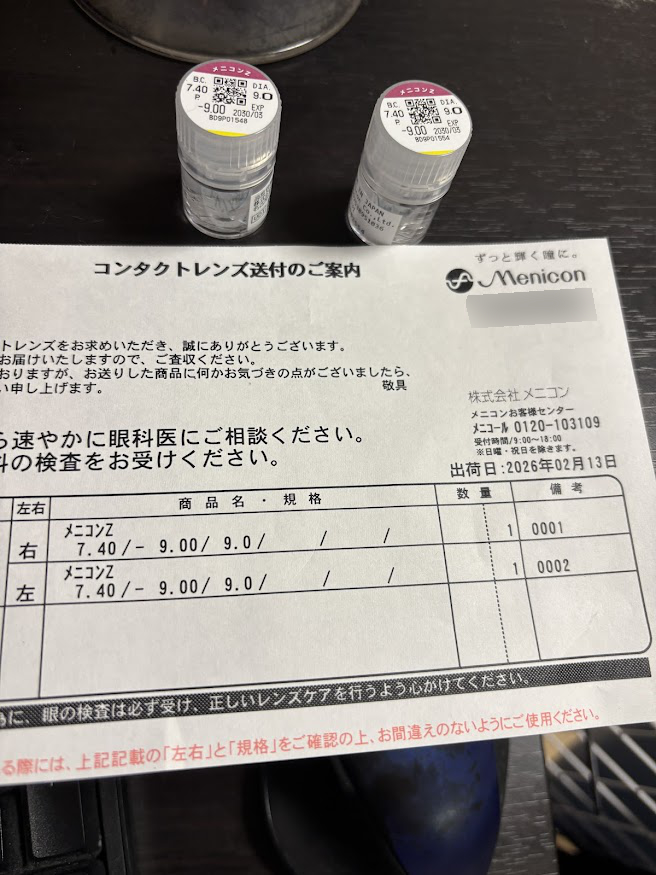 メニコンZ
B.C.
7.40
DIA.
9.0
P.
-9.00
EXP
2030/03
BD9P01548
メニコンZ
B.C.
7.40
DIA.
9.0
P.
-9.00
EXP
2030/03
BD9P01554
JAPAN
ずっと輝く瞳に。
Menicon
コンタクトレンズ送付のご案内
トレンズをお求めいただき、誠にありがとうございます。
お届けいたしますので、ご査収ください。
おりますが、お送りした商品に何かお気づきの点がございましたら、
い申し上げます。
敬具
株式会社 メニコン
メニコンお客様センター
メニコール 0120-103109
受付時間/9:00~18:00
※日曜・祝日を除きます。
ら速やかに眼科医にご相談ください。
科の検査をお受けください。
出荷日:2026年02月13日
左右 商品名・規格 数量 備考
右 メニコンZ
7.40/- 9.00/ 9.0/ / / 1 0001
左 メニコンZ
7.40/- 9.00/ 9.0/ / / 1 0002
に、眼の検査は必ず受け、正しいレンズケアを行うよう心がけてください。
る際には、上記記載の「左右」と「規格」をご確認の上、お間違えのないようにご使用ください。